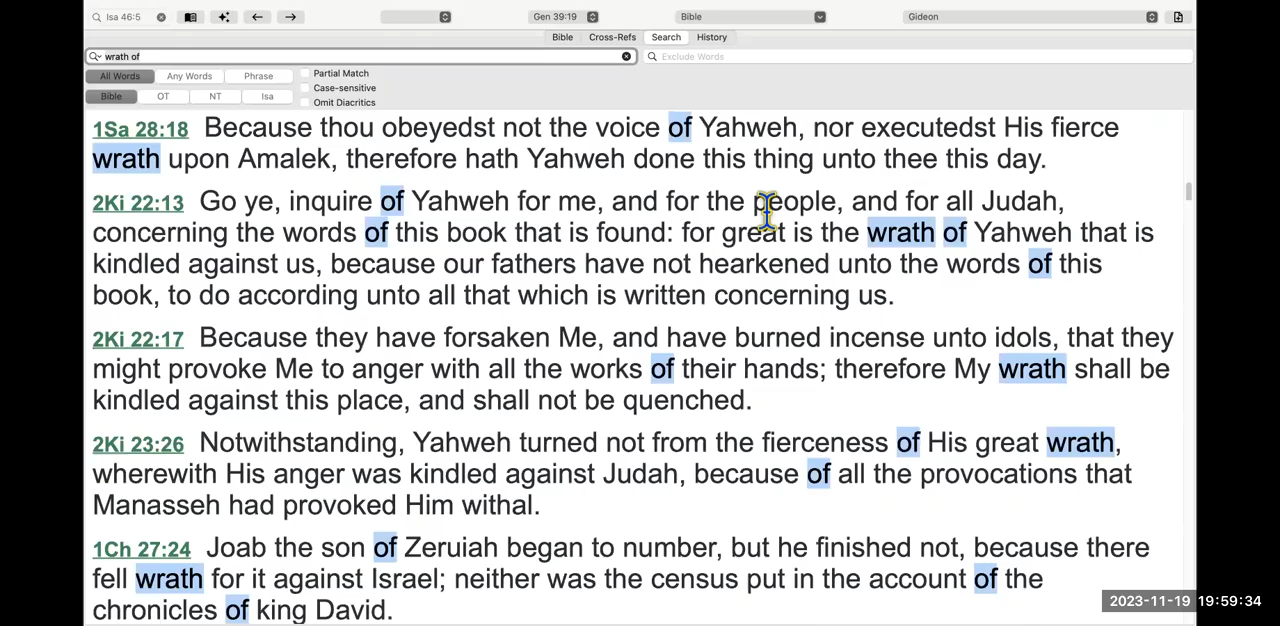 Isa 46:5 Gen 39:19 Bible Gideon
Bible Cross-Refs Search History
wrath of Exclude Words
All Words Any Words Phrase Partial Match
Case-sensitive
Bible OT NT Isa
Omit Diacritics
1Sa 28:18 Because thou obeyedst not the voice of Yahweh, nor executedst His fierce
wrath upon Amalek, therefore hath Yahweh done this thing unto thee this day.
2Ki 22:13 Go ye, inquire of Yahweh for me, and for the people, and for all Judah,
concerning the words of this book that is found: for great is the wrath of Yahweh that is
kindled against us, because our fathers have not hearkened unto the words of this
book, to do according unto all that which is written concerning us.
2Ki 22:17 Because they have forsaken Me, and have burned incense unto idols, that they
might provoke Me to anger with all the works of their hands; therefore My wrath shall be
kindled against this place, and shall not be quenched.
2Ki 23:26 Notwithstanding, Yahweh turned not from the fierceness of His great wrath,
wherewith His anger was kindled against Judah, because of all the provocations that
Manasseh had provoked Him withal.
1Ch 27:24 Joab the son of Zeruiah began to number, but he finished not, because there
fell wrath for it against Israel; neither was the census put in the account of the
chronicles of king David.
2023-11-19 19:59:34